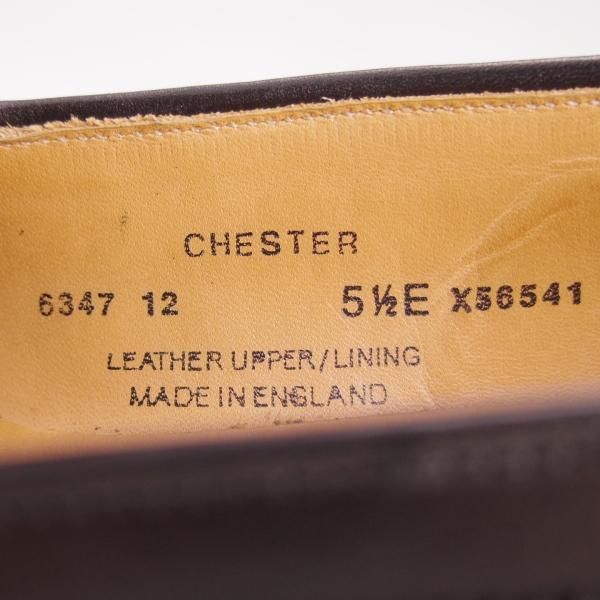 CHESTER
6347 12 5½E X56541
LEATHER UPPER/LINING
MADE IN ENGLAND